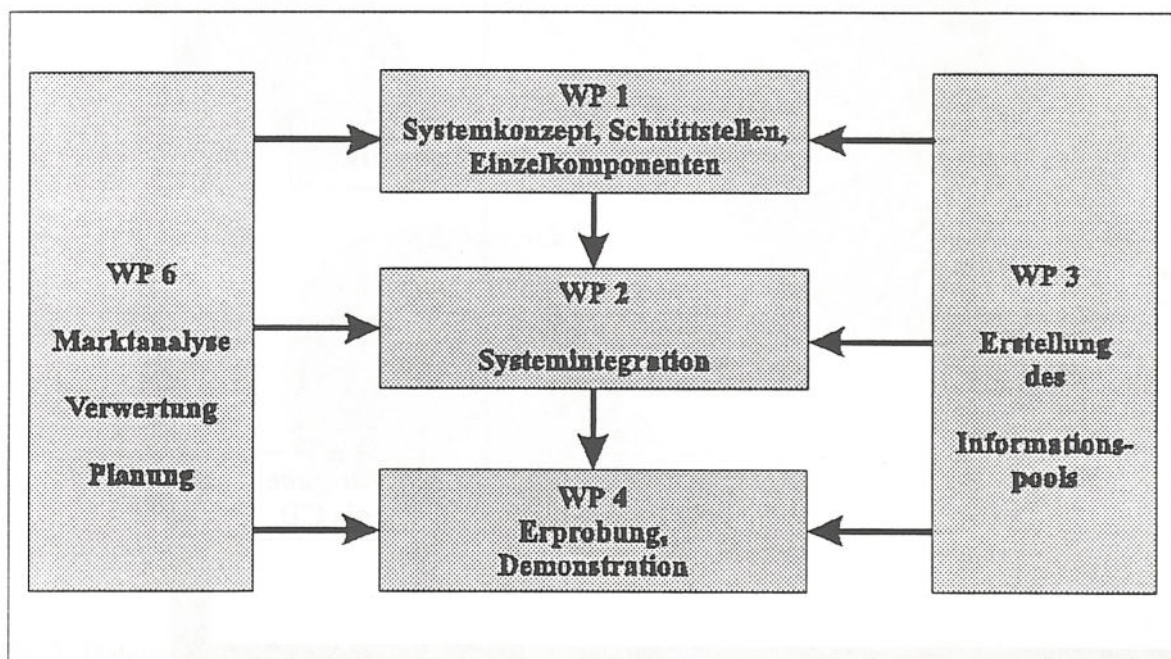 WP 6
Marktanalyse
Verwertung
Planung
WP 1
Systemkonzept, Schnittstellen,
Einzelkomponenten
WP 2
Systemintegration
WP 4
Erprobung,
Demonstration
WP 3
Erstellung
des
Informations-
pools